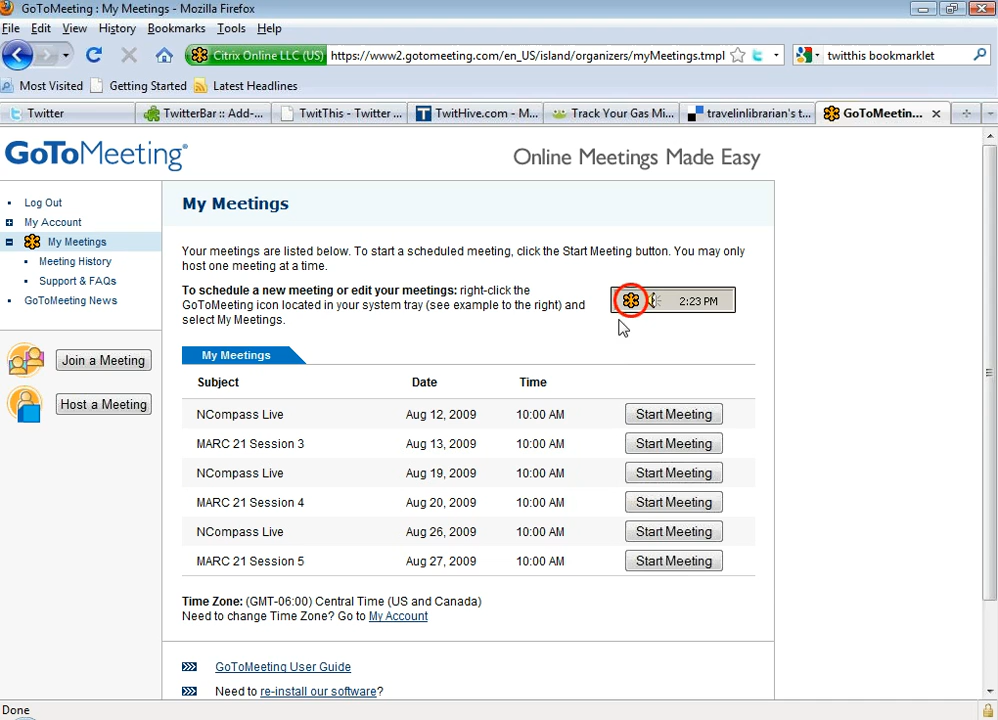 GoToMeeting : My Meetings - Mozilla Firefox
File Edit View History Bookmarks Tools Help
Citrix Online LLC (US) https://www2.gotomeeting.com/en_US/island/organizers/myMeetings.tmpl twitthis bookmarklet
Most Visited Getting Started Latest Headlines
Twitter TwitterBar :: Add-... TwitThis - Twitter ... TwitHive.com - M... Track Your Gas Mi... travelinlibrarian's t... GoToMeetin...
GoToMeeting® Online Meetings Made Easy
Log Out
My Account
My Meetings
Meeting History
Support & FAQs
GoToMeeting News
Join a Meeting
Host a Meeting
My Meetings
Your meetings are listed below. To start a scheduled meeting, click the Start Meeting button. You may only
host one meeting at a time.
To schedule a new meeting or edit your meetings: right-click the
GoToMeeting icon located in your system tray (see example to the right) and
select My Meetings.
2:23 PM
My Meetings
Subject Date Time
NCompass Live Aug 12, 2009 10:00 AM Start Meeting
MARC 21 Session 3 Aug 13, 2009 10:00 AM Start Meeting
NCompass Live Aug 19, 2009 10:00 AM Start Meeting
MARC 21 Session 4 Aug 20, 2009 10:00 AM Start Meeting
NCompass Live Aug 26, 2009 10:00 AM Start Meeting
MARC 21 Session 5 Aug 27, 2009 10:00 AM Start Meeting
Time Zone: (GMT-06:00) Central Time (US and Canada)
Need to change Time Zone? Go to My Account
GoToMeeting User Guide
Need to re-install our software?
Done